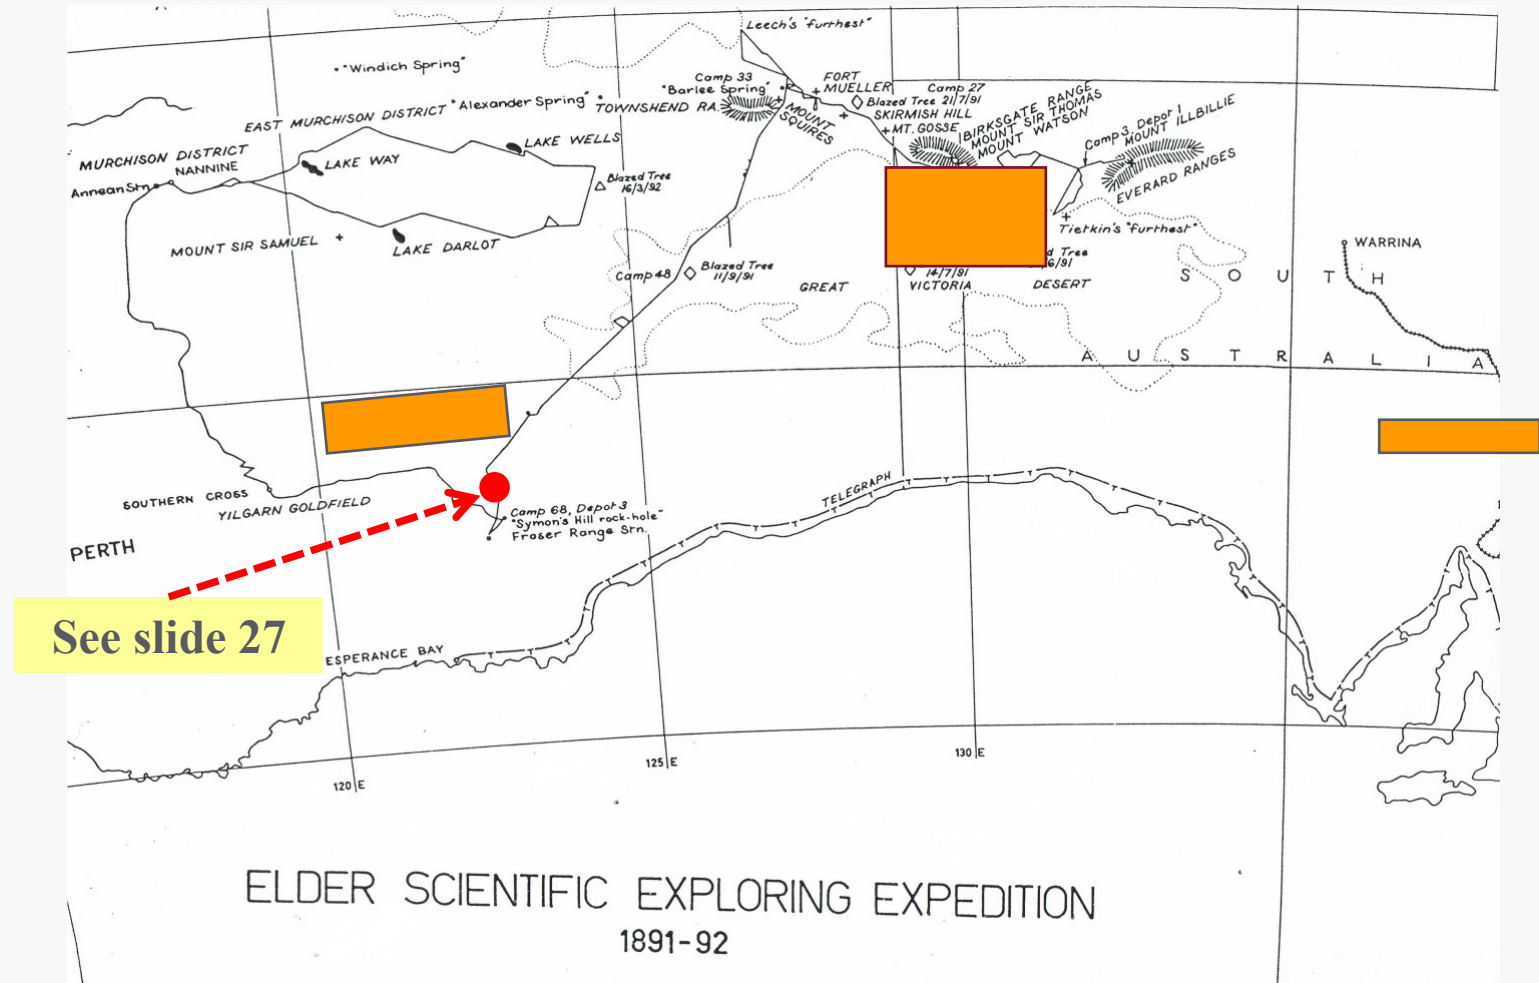 Leech's "furthest"
"Windich Spring"
Camp 33
"Barlee Spring"
FORT
MUELLER
Camp 27
Blazed Tree 21/7/91
SKIRMISH HILL
+MT. GOSSE
BIRKSGATE RANGE
MOUNT SIR THOMAS
MOUNT WATSON
Camp 3, Depot 1
MOUNT ILLBILLIE
EVERARD RANGES
EAST MURCHISON DISTRICT
"Alexander Spring"
TOWNSHEND RA.
MOUNT
SQUIRES
LAKE WELLS
MURCHISON DISTRICT
NANNINE
LAKE WAY
Annean Stn.
Blazed Tree
16/3/92
Tietkin's "furthest"
MOUNT SIR SAMUEL +
LAKE DARLOT
Camp 48
Blazed Tree
11/9/91
GREAT
14/7/91
VICTORIA
Tree
6/91
DESERT
WARRINA
SOUTH
AUSTRALIA
TELEGRAPH
SOUTHERN CROSS
YILGARN GOLDFIELD
Camp 68, Depot 3
"Symon's Hill rock-hole"
Fraser Range Stn.
PERTH
See slide 27
ESPERANCE BAY
120 E
125 E
130 E
ELDER SCIENTIFIC EXPLORING EXPEDITION
1891-92